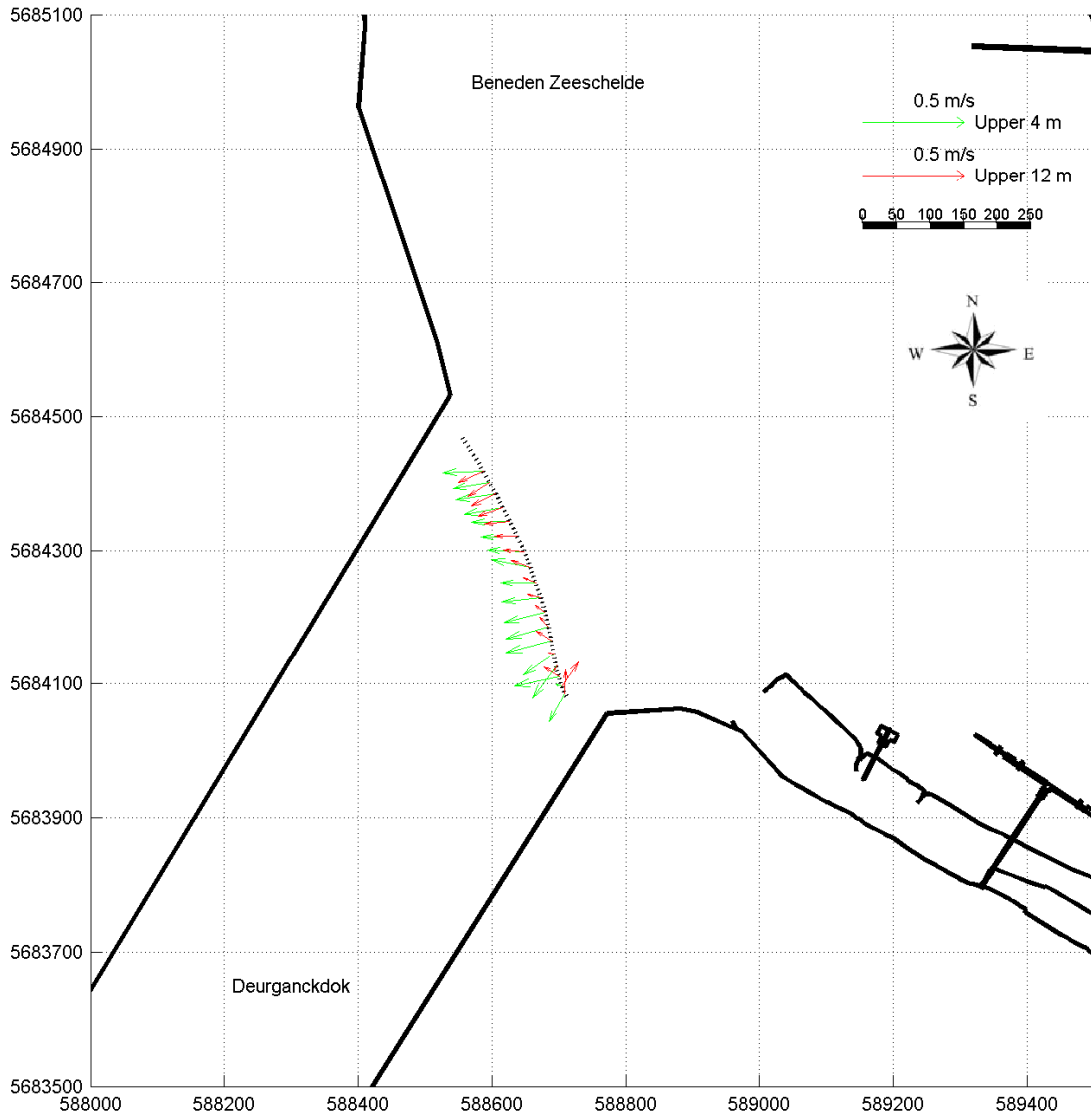 5685100
Beneden Zeeschelde
0.5 m/s
Upper 4 m
5684900
0.5 m/s
Upper 12 m
0 50 100 150 200 250
5684700
N
W E
S
5684500
5684300
5684100
5683900
5683700
Deurganckdok
5683500
588000 588200 588400 588600 588800 589000 589200 589400